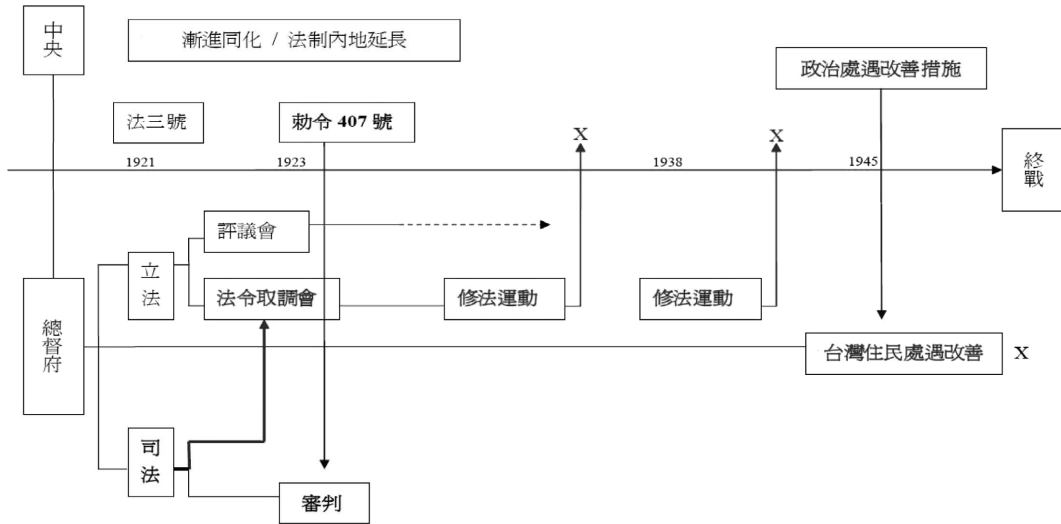 中央
漸進同化 / 法制內地延長
政治處遇改善措施
法三號
勅令 407 號
X
X
1921
1923
1938
1945
終戰
評議會
立法
法令取調會
修法運動
修法運動
總督府
台灣住民處遇改善
X
司法
審判